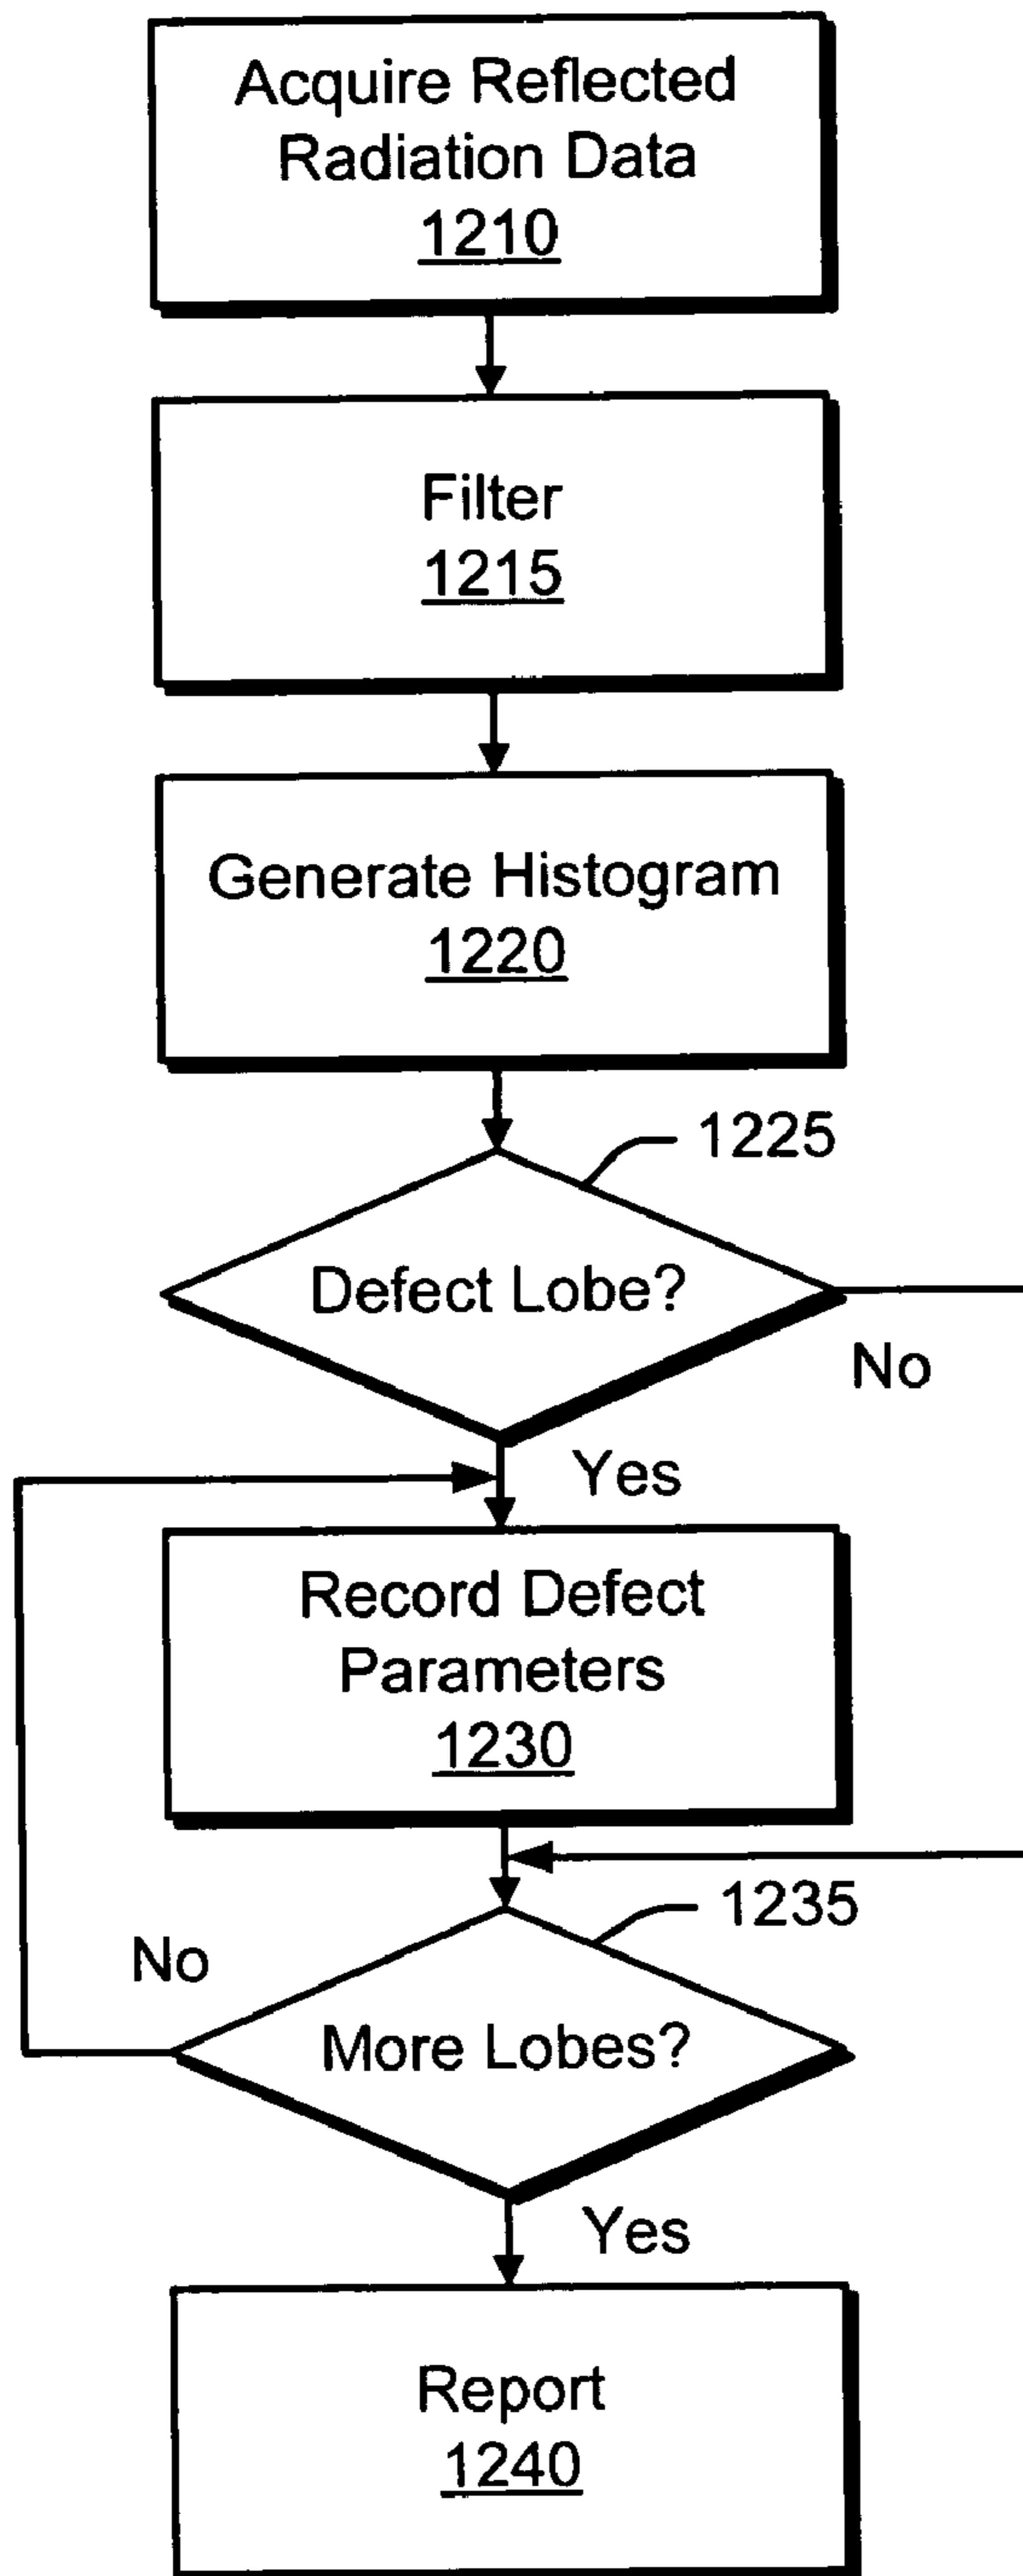 Acquire Reflected
Radiation Data
1210
Filter
1215
Generate Histogram
1220
1225
Defect Lobe?
No
Yes
Record Defect
Parameters
1230
1235
No
More Lobes?
Yes
Report
1240